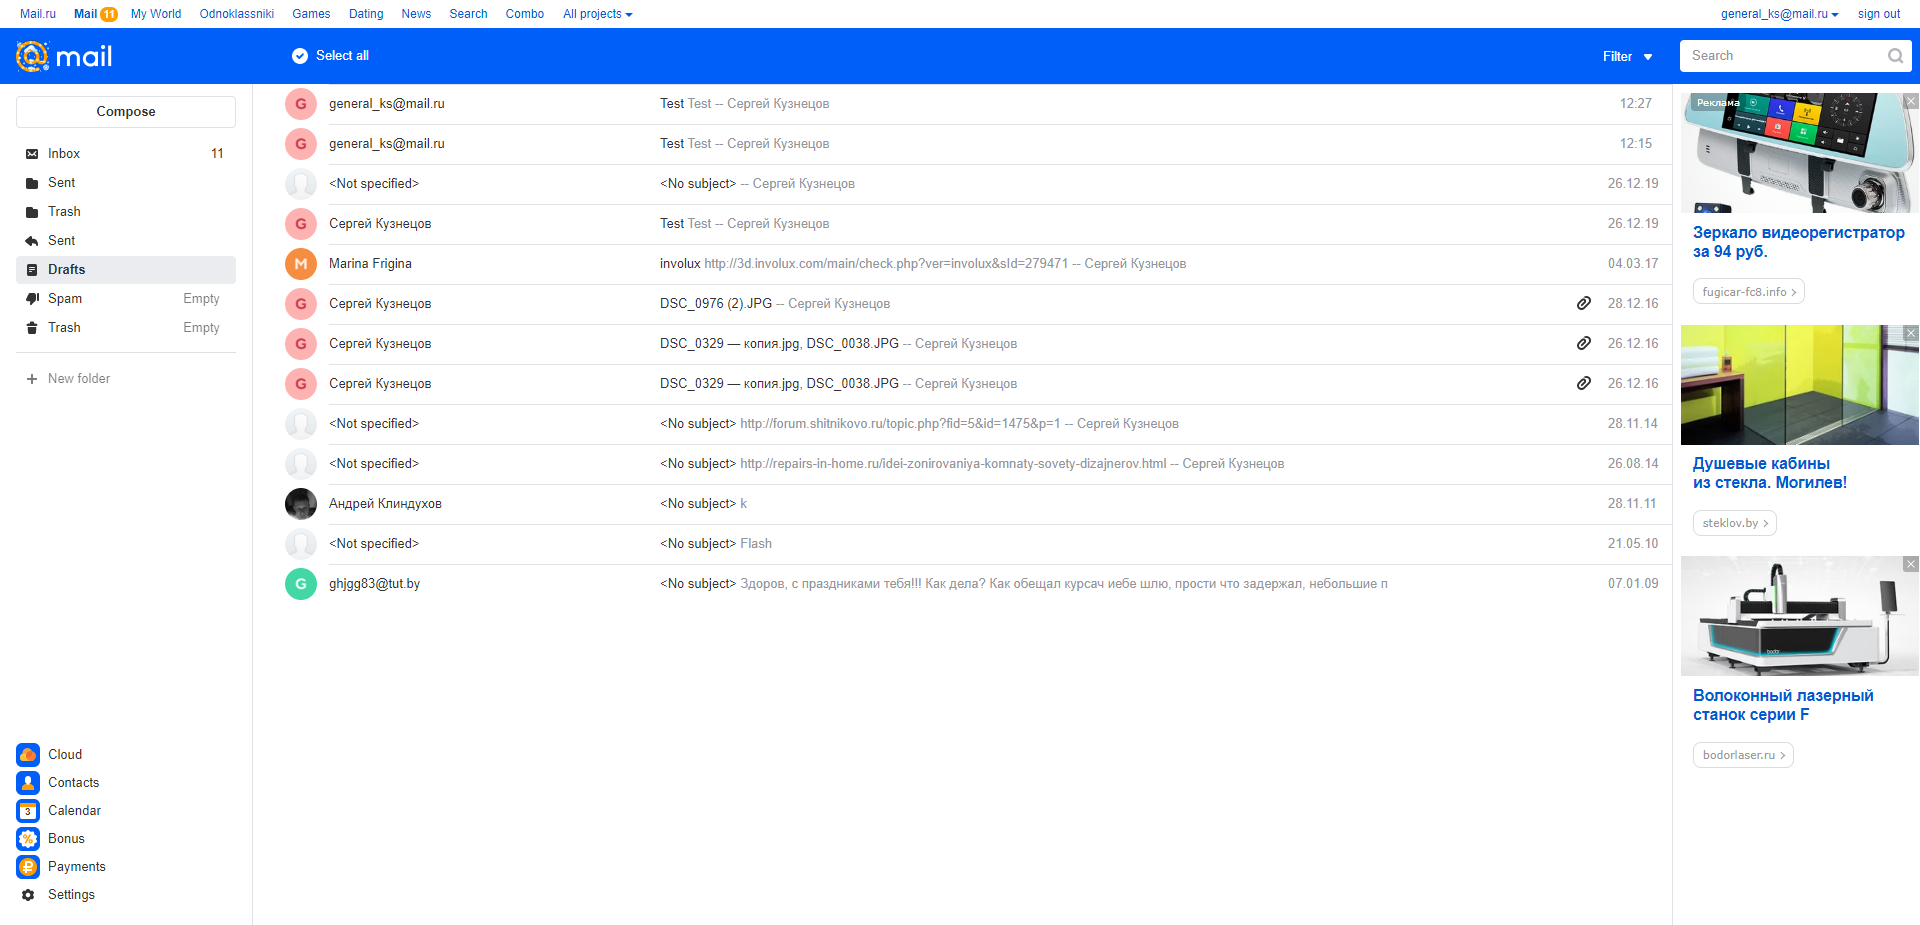 Mail.ru Mail 11 My World Odnoklassniki Games Dating News Search Combo All projects general_ks@mail.ru sign out
mail Select all Filter Search
Compose
Inbox 11
Sent
Trash
Sent
Drafts
Spam Empty
Trash Empty
New folder
Cloud
Contacts
3 Calendar
% Bonus
₽ Payments
Settings
G general_ks@mail.ru Test Test -- Сергей Кузнецов 12:27
G general_ks@mail.ru Test Test -- Сергей Кузнецов 12:15
<Not specified> <No subject> -- Сергей Кузнецов 26.12.19
G Сергей Кузнецов Test Test -- Сергей Кузнецов 26.12.19
M Marina Frigina involux http://3d.involux.com/main/check.php?ver=involux&sId=279471 -- Сергей Кузнецов 04.03.17
G Сергей Кузнецов DSC_0976 (2).JPG -- Сергей Кузнецов 28.12.16
G Сергей Кузнецов DSC_0329 — копия.jpg, DSC_0038.JPG -- Сергей Кузнецов 26.12.16
G Сергей Кузнецов DSC_0329 — копия.jpg, DSC_0038.JPG -- Сергей Кузнецов 26.12.16
<Not specified> <No subject> http://forum.shitnikovo.ru/topic.php?fid=5&id=1475&p=1 -- Сергей Кузнецов 28.11.14
<Not specified> <No subject> http://repairs-in-home.ru/idei-zonirovaniya-komnaty-sovety-dizajnerov.html -- Сергей Кузнецов 26.08.14
Андрей Клиндухов <No subject> k 28.11.11
<Not specified> <No subject> Flash 21.05.10
G ghjgg83@tut.by <No subject> Здоров, с праздниками тебя!!! Как дела? Как обещал курсач иебе шлю, прости что задержал, небольшие п 07.01.09
Реклама
Зеркало видеорегистратор
за 94 руб.
fugicar-fc8.info
Душевые кабины
из стекла. Могилев!
steklov.by
bodor
Волоконный лазерный
станок серии F
bodorlaser.ru